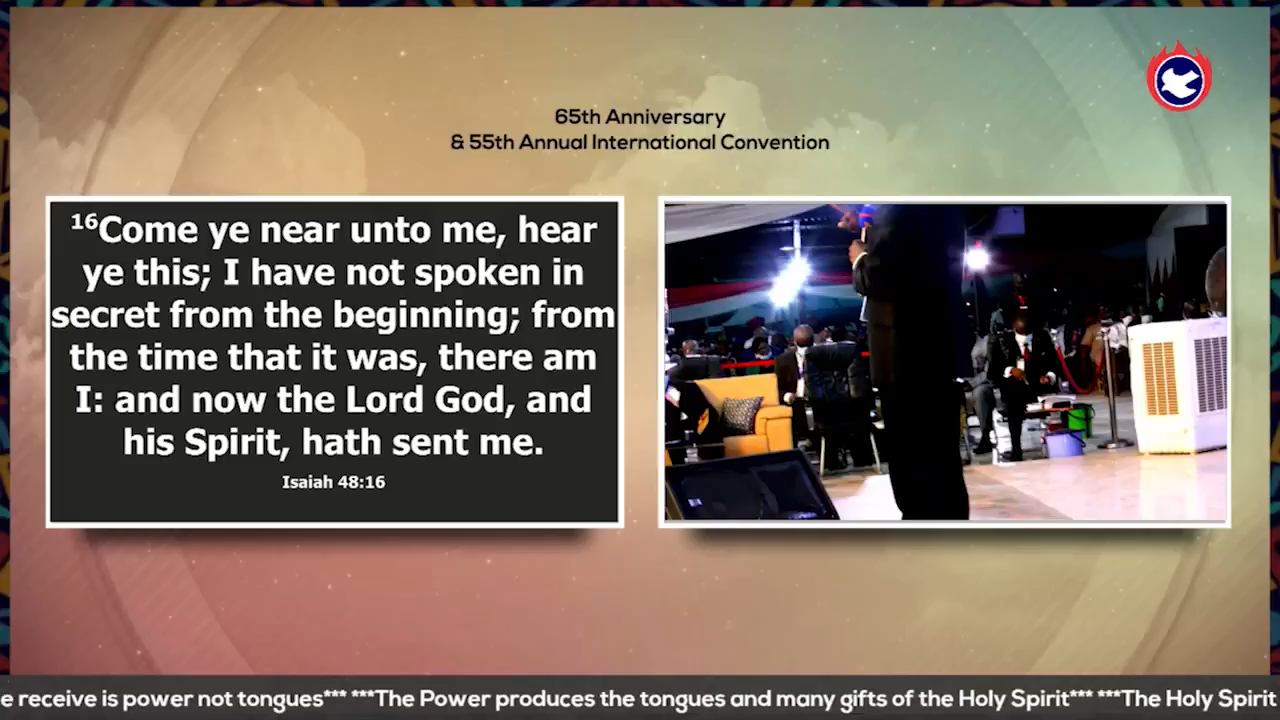 65th Anniversary
& 55th Annual International Convention
16Come ye near unto me, hear
ye this; I have not spoken in
secret from the beginning; from
the time that it was, there am
I: and now the Lord God, and
his Spirit, hath sent me.
Isaiah 48:16
e receive is power not tongues*** ***The Power produces the tongues and many gifts of the Holy Spirit*** ***The Holy Spirit